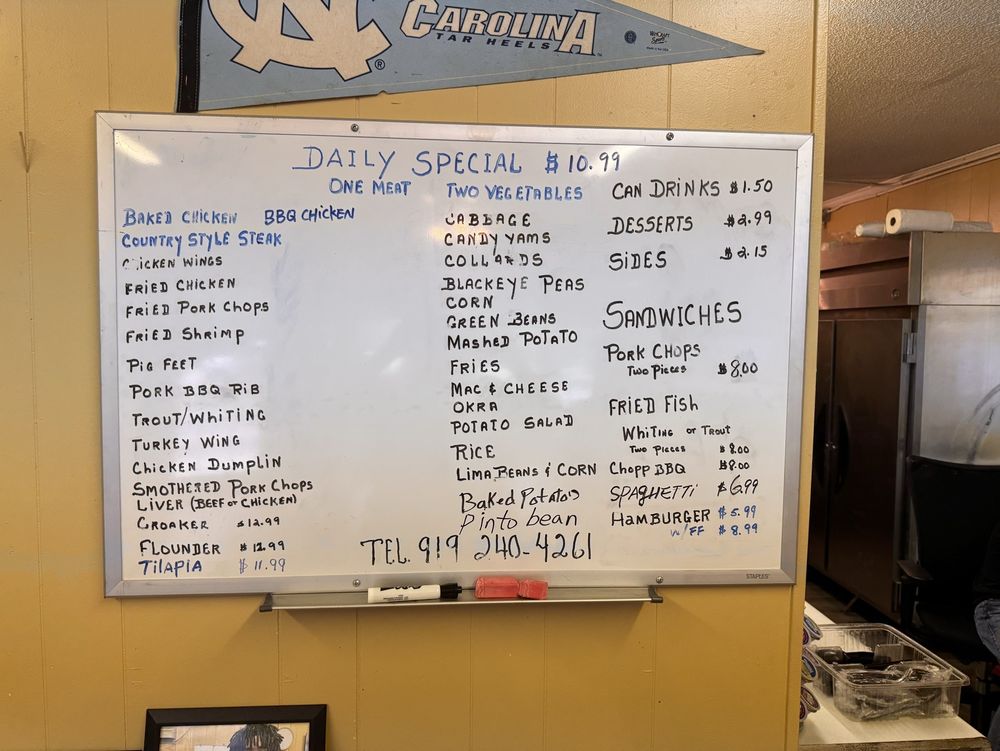 NC
CAROLINA
TAR HEELS
DAILY SPECIAL $10.99
ONE MEAT TWO VEGETABLES
BAKED CHICKEN BBQ CHICKEN
COUNTRY STYLE STEAK
CHICKEN WINGS
FRIED CHICKEN
FRIED PORK CHOPS
FRIED SHRIMP
PIG FEET
PORK BBQ RIB
TROUT/WHITING
TURKEY WING
CHICKEN DUMPLIN
SMOTHERED PORK CHOPS
LIVER (BEEF or CHICKEN)
CROAKER $12.99
FLOUNDER $12.99
TILAPIA $11.99
CABBAGE
CANDY YAMS
COLLARDS
BLACKEYE PEAS
CORN
GREEN BEANS
MASHED POTATO
FRIES
MAC & CHEESE
OKRA
POTATO SALAD
RICE
LIMA BEANS & CORN
Baked Potatoes
Pinto bean
CAN DRINKS $1.50
DESSERTS $2.99
SIDES $2.15
SANDWICHES
PORK CHOPS
TWO PIECES $8.00
FRIED FISH
WHITING or TROUT
TWO PIECES $8.00
CHOPP BBQ $8.00
SPAGHETTI $6.99
HAMBURGER $5.99
w/FF $8.99
TEL. 919 240-4261
STAPLES